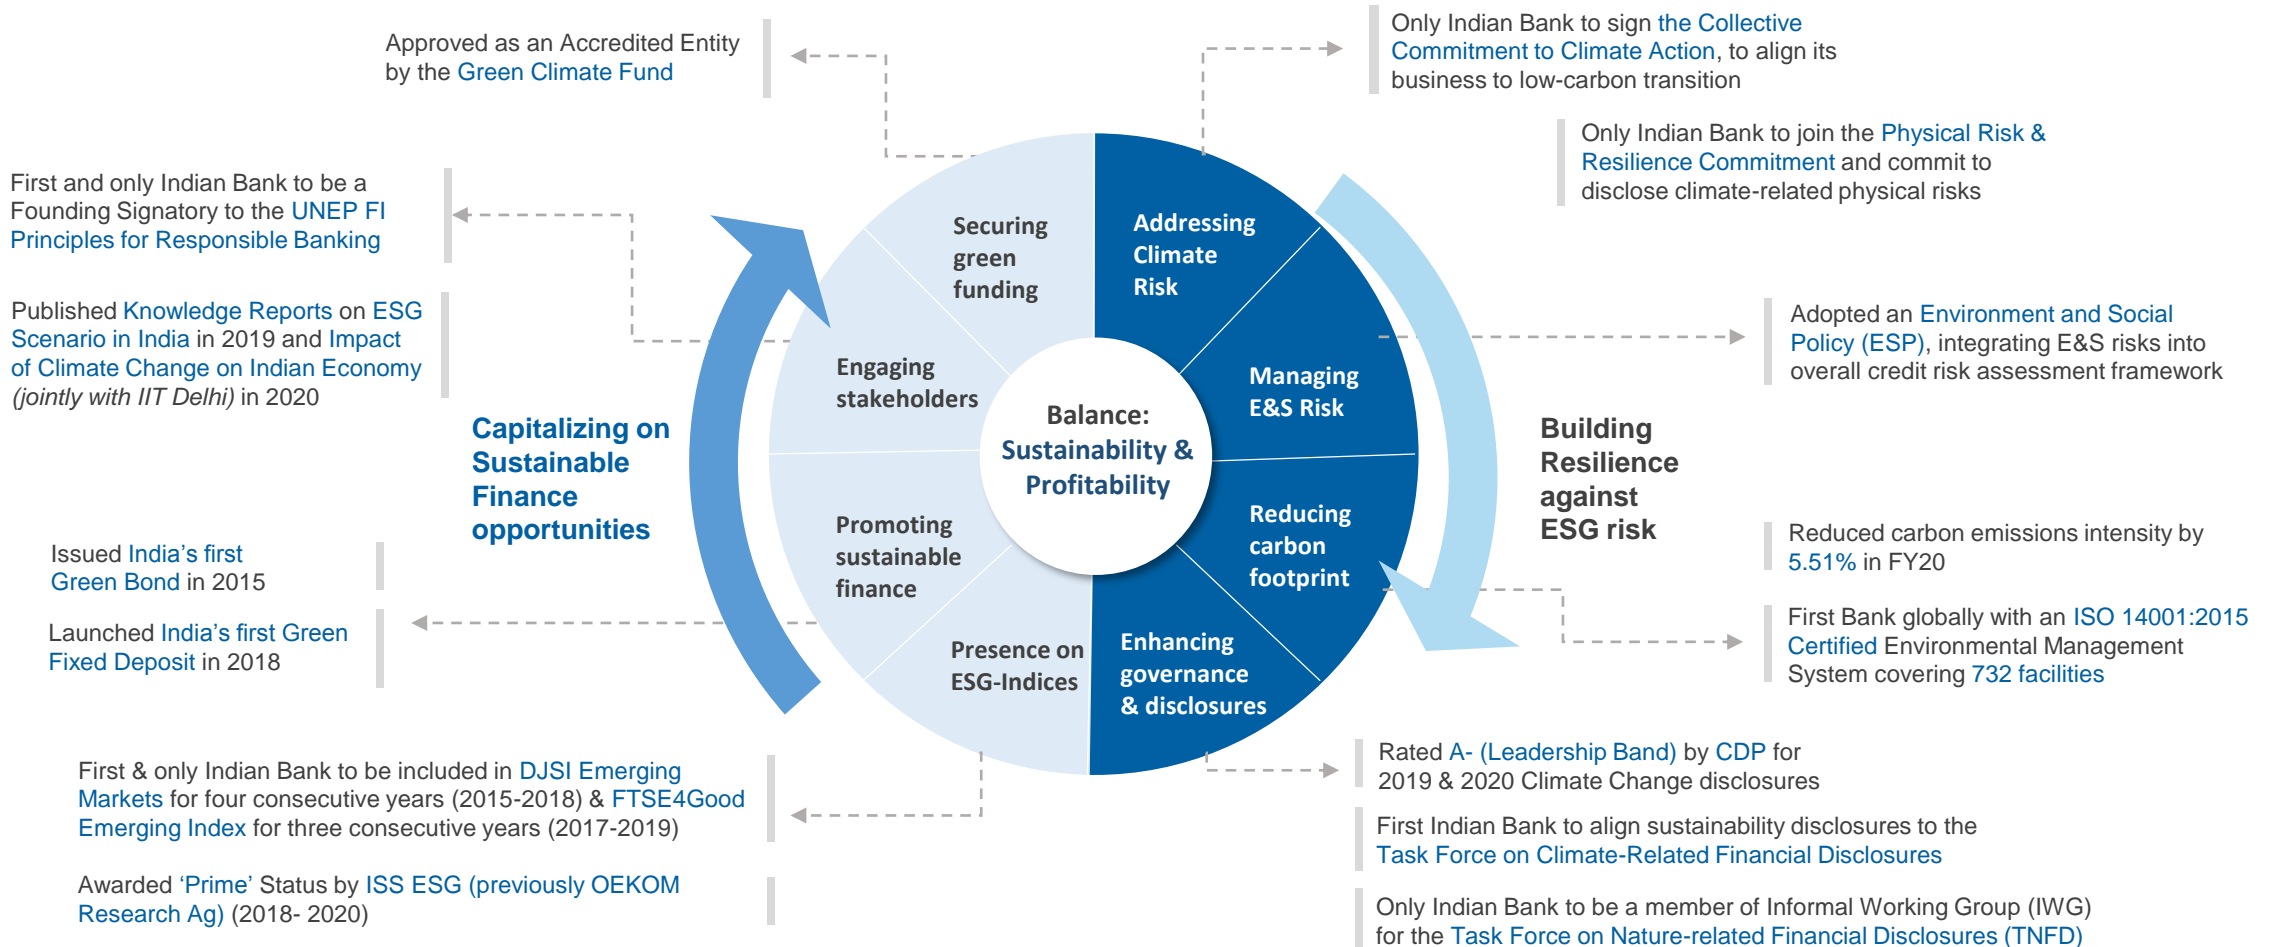 Approved as an Accredited Entity
by the Green Climate Fund
Only Indian Bank to sign the Collective
Commitment to Climate Action, to align its
business to low-carbon transition
Only Indian Bank to join the Physical Risk &
Resilience Commitment and commit to
disclose climate-related physical risks
First and only Indian Bank to be a
Founding Signatory to the UNEP FI
Principles for Responsible Banking
Published Knowledge Reports on ESG
Scenario in India in 2019 and Impact
of Climate Change on Indian Economy
(jointly with IIT Delhi) in 2020
Securing
green
funding
Addressing
Climate
Risk
Engaging
stakeholders
Managing
E&S Risk
Adopted an Environment and Social
Policy (ESP), integrating E&S risks into
overall credit risk assessment framework
Capitalizing on
Sustainable
Finance
opportunities
Balance:
Sustainability &
Profitability
Building
Resilience
against
ESG risk
Promoting
sustainable
finance
Reducing
carbon
footprint
Issued India's first
Green Bond in 2015
Launched India's first Green
Fixed Deposit in 2018
Reduced carbon emissions intensity by
5.51% in FY20
First Bank globally with an ISO 14001:2015
Certified Environmental Management
System covering 732 facilities
Presence on
ESG-Indices
Enhancing
governance
& disclosures
First & only Indian Bank to be included in DJSI Emerging
Markets for four consecutive years (2015-2018) & FTSE4Good
Emerging Index for three consecutive years (2017-2019)
Awarded 'Prime' Status by ISS ESG (previously OEKOM
Research Ag) (2018- 2020)
Rated A- (Leadership Band) by CDP for
2019 & 2020 Climate Change disclosures
First Indian Bank to align sustainability disclosures to the
Task Force on Climate-Related Financial Disclosures
Only Indian Bank to be a member of Informal Working Group (IWG)
for the Task Force on Nature-related Financial Disclosures (TNFD)